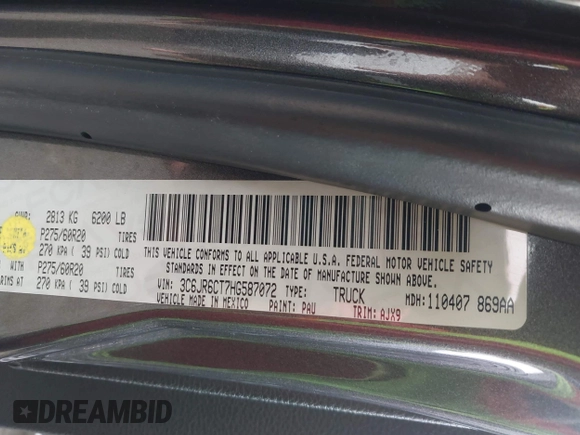 2813 KG 6200 LB
P275/60R20 TIRES
270 KPA ( 39 PSI) COLD
WITH P275/60R20 TIRES
RIMS AT 270 KPA ( 39 PSI) COLD
THIS VEHICLE CONFORMS TO ALL APPLICABLE U.S.A. FEDERAL MOTOR VEHICLE SAFETY
STANDARDS IN EFFECT ON THE DATE OF MANUFACTURE SHOWN ABOVE.
VIN: 3C6JR6CT7HG587072 TYPE: TRUCK MDH: 110407 869AA
VEHICLE MADE IN MEXICO PAINT: PAU TRIM: AJX9
DREAMBID